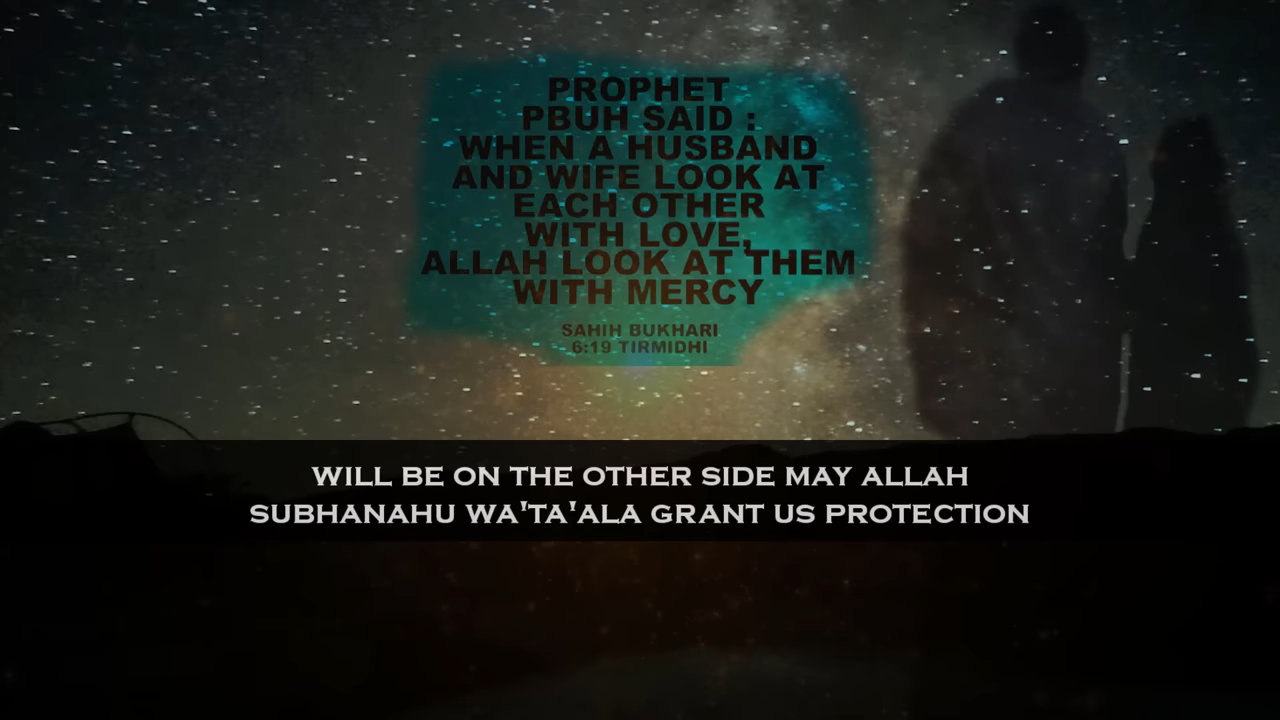 PROPHET
PBUH SAID :
WHEN A HUSBAND
AND WIFE LOOK AT
EACH OTHER
WITH LOVE,
ALLAH LOOK AT THEM
WITH MERCY
SAHIH BUKHARI
6:19 TIRMIDHI
WILL BE ON THE OTHER SIDE MAY ALLAH
SUBHANAHU WA'TA'ALA GRANT US PROTECTION